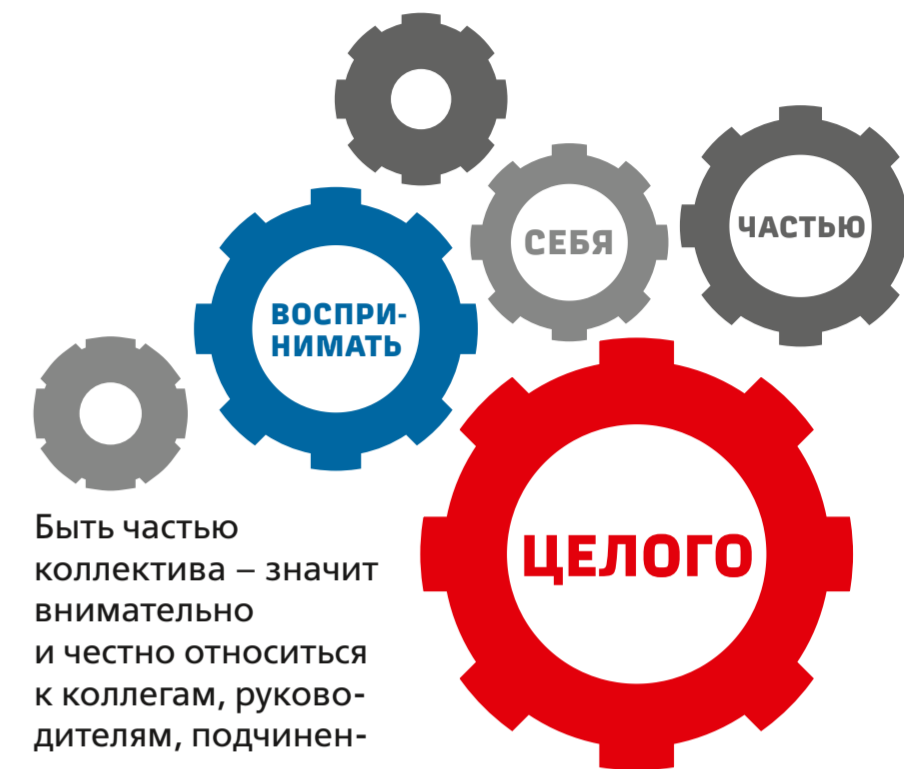 ВОСПРИ-
НИМАТЬ
СЕБЯ
ЧАСТЬЮ
ЦЕЛОГО
Быть частью
коллектива – значит
внимательно
и честно относиться
к коллегам, руково-
дителям, подчинен-